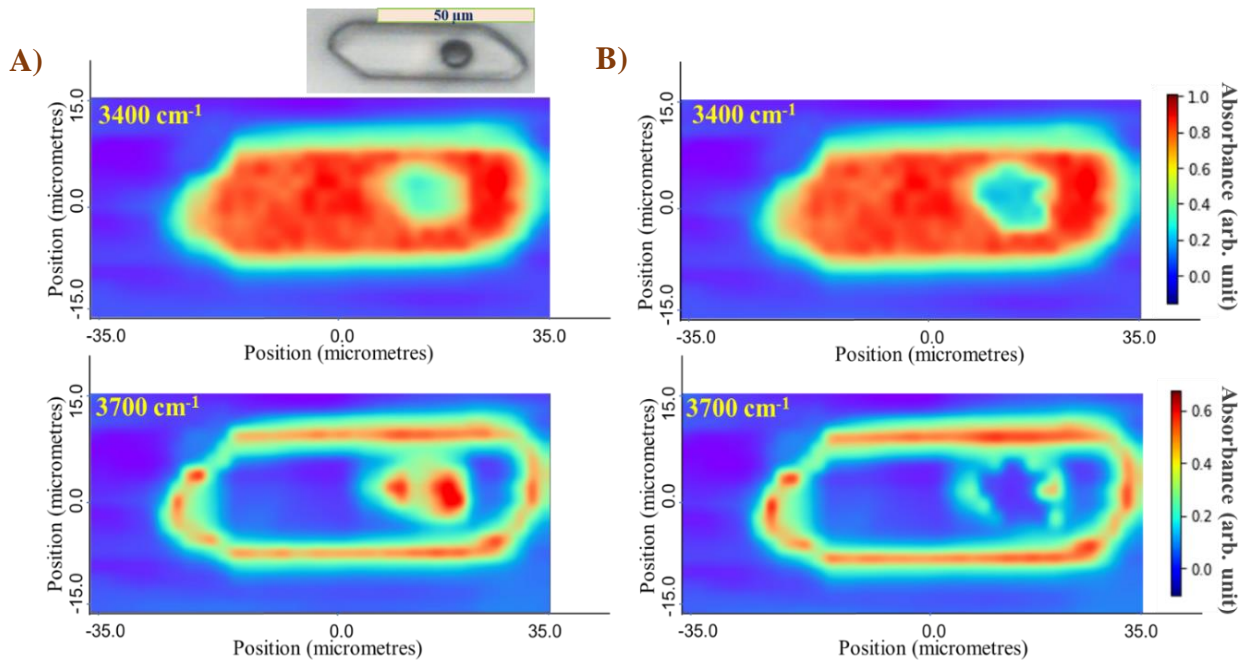 50 µm
A)
B)
3400 cm-1
15.0
0.0
-15.0
Position (micrometres)
-35.0
0.0
35.0
Position (micrometres)
3400 cm-1
15.0
0.0
-15.0
Position (micrometres)
-35.0
0.0
35.0
Position (micrometres)
1.0
0.8
0.6
0.4
0.2
0.0
Absorbance (arb. unit)
3700 cm-1
15.0
0.0
-15.0
Position (micrometres)
-35.0
0.0
35.0
Position (micrometres)
3700 cm-1
15.0
0.0
-15.0
Position (micrometres)
-35.0
0.0
35.0
Position (micrometres)
0.6
0.4
0.2
0.0
Absorbance (arb. unit)